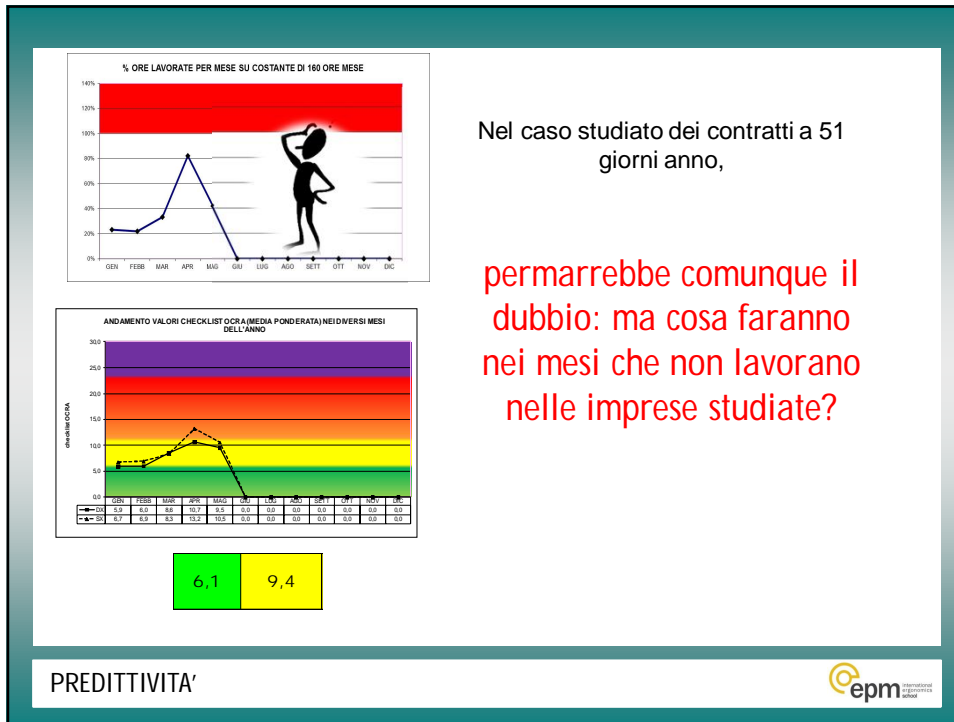 % ORE LAVORATE PER MESE SU COSTANTE DI 160 ORE MESE
140%
120%
100%
80%
60%
40%
20%
0%
GEN FEBB MAR APR MAG GIU LUG AGO SETT OTT NOV DIC
Nel caso studiato dei contratti a 51
giorni anno,
permarrebbe comunque il
dubbio: ma cosa faranno
nei mesi che non lavorano
nelle imprese studiate?
ANDAMENTO VALORI CHECKLIST OCRA (MEDIA PONDERATA) NEI DIVERSI MESI
DELL'ANNO
checklist OCRA
30,0
25,0
20,0
15,0
10,0
5,0
0,0
GEN FEBB MAR APR MAG GIU LUG AGO SETT OTT NOV DIC
DX 5,9 6,0 8,6 10,7 9,5 0,0 0,0 0,0 0,0 0,0 0,0 0,0
SX 6,7 6,9 8,3 13,2 10,5 0,0 0,0 0,0 0,0 0,0 0,0 0,0
6,1 9,4
PREDITTIVITA'
epm international
ergonomics
school